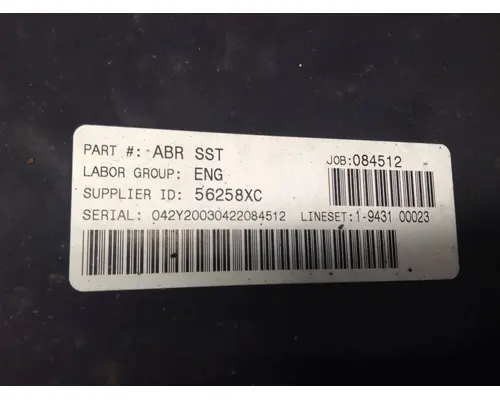 PART #: ABR SST
JOB:084512
LABOR GROUP: ENG
SUPPLIER ID: 56258XC
SERIAL: 042Y20030422084512 LINESET:1-9431 00023